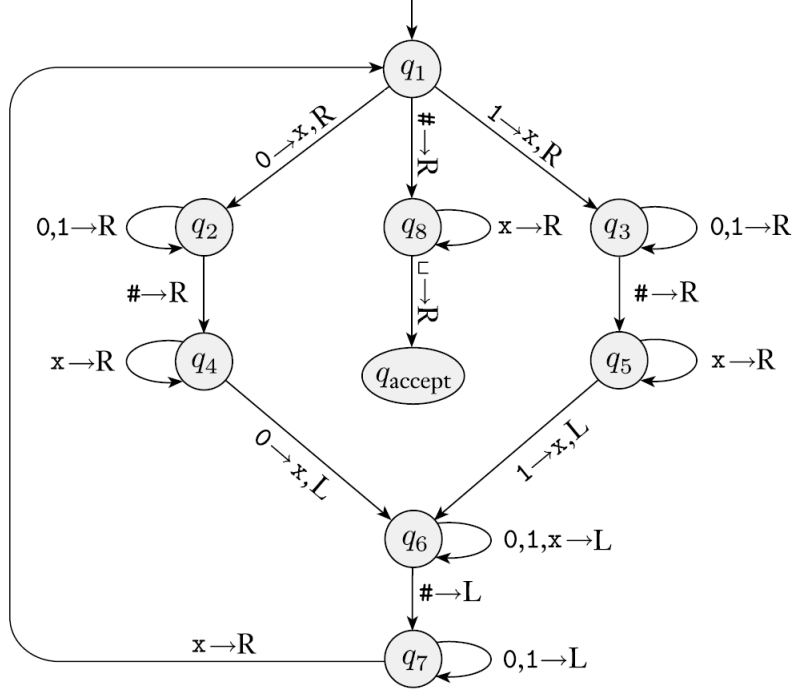 q₁
0→x,R
#→R
1→x,R
0,1→R
q₂
q₈
x→R
q₃
0,1→R
#→R
⊔→R
#→R
x→R
q₄
q_accept
q₅
x→R
0→x,L
1→x,L
q₆
0,1,x→L
#→L
x→R
q₇
0,1→L